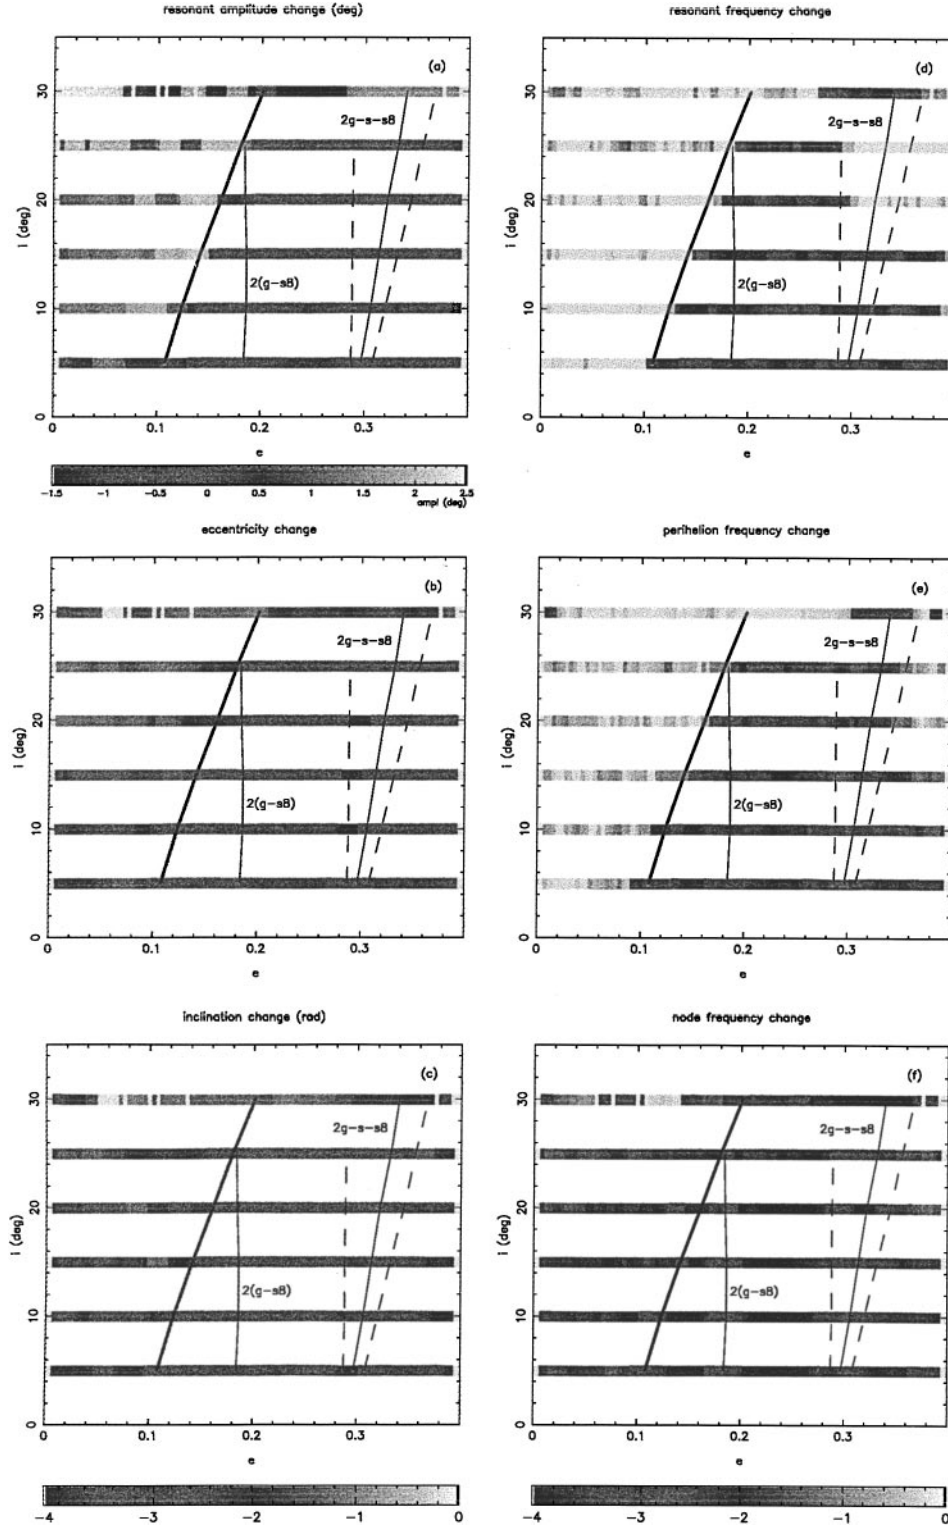 resonant amplitude change (deg)
(a)
2g-s-s8
2(g-s8)
i (deg)
0
10
20
30
0 0.1 0.2 0.3
e
-1.5 -1 -0.5 0 0.5 1 1.5 2 2.5
ampl (deg)
resonant frequency change
(d)
2g-s-s8
2(g-s8)
i (deg)
0
10
20
30
0 0.1 0.2 0.3
e
eccentricity change
(b)
2g-s-s8
2(g-s8)
i (deg)
0
10
20
30
0 0.1 0.2 0.3
e
perihelion frequency change
(e)
2g-s-s8
2(g-s8)
i (deg)
0
10
20
30
0 0.1 0.2 0.3
e
inclination change (rad)
(c)
2g-s-s8
2(g-s8)
i (deg)
0
10
20
30
0 0.1 0.2 0.3
e
-4 -3 -2 -1 0
node frequency change
(f)
2g-s-s8
2(g-s8)
i (deg)
0
10
20
30
0 0.1 0.2 0.3
e
-4 -3 -2 -1 0